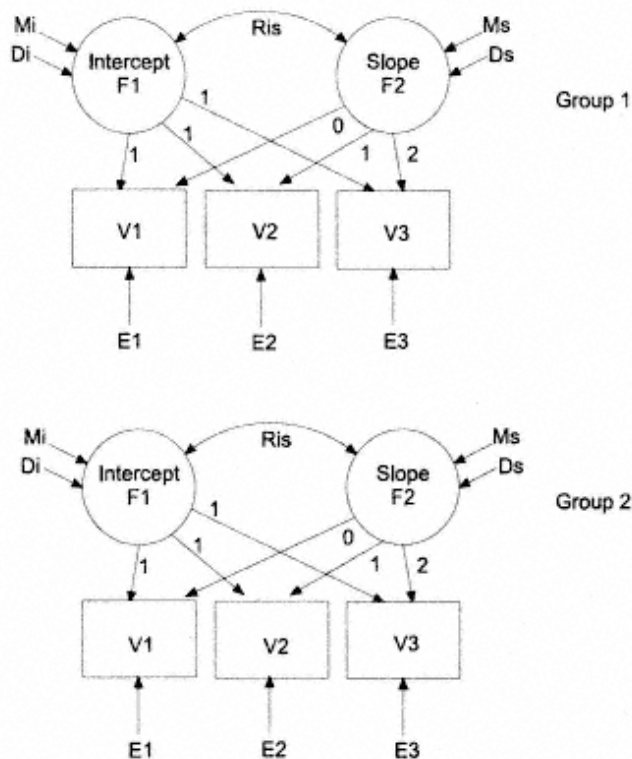 Mi
Di
Intercept
F1
Ris
Slope
F2
Ms
Ds
Group 1
1
1
1
0
1
2
V1
V2
V3
E1
E2
E3
Mi
Di
Intercept
F1
Ris
Slope
F2
Ms
Ds
Group 2
1
1
1
0
1
2
V1
V2
V3
E1
E2
E3